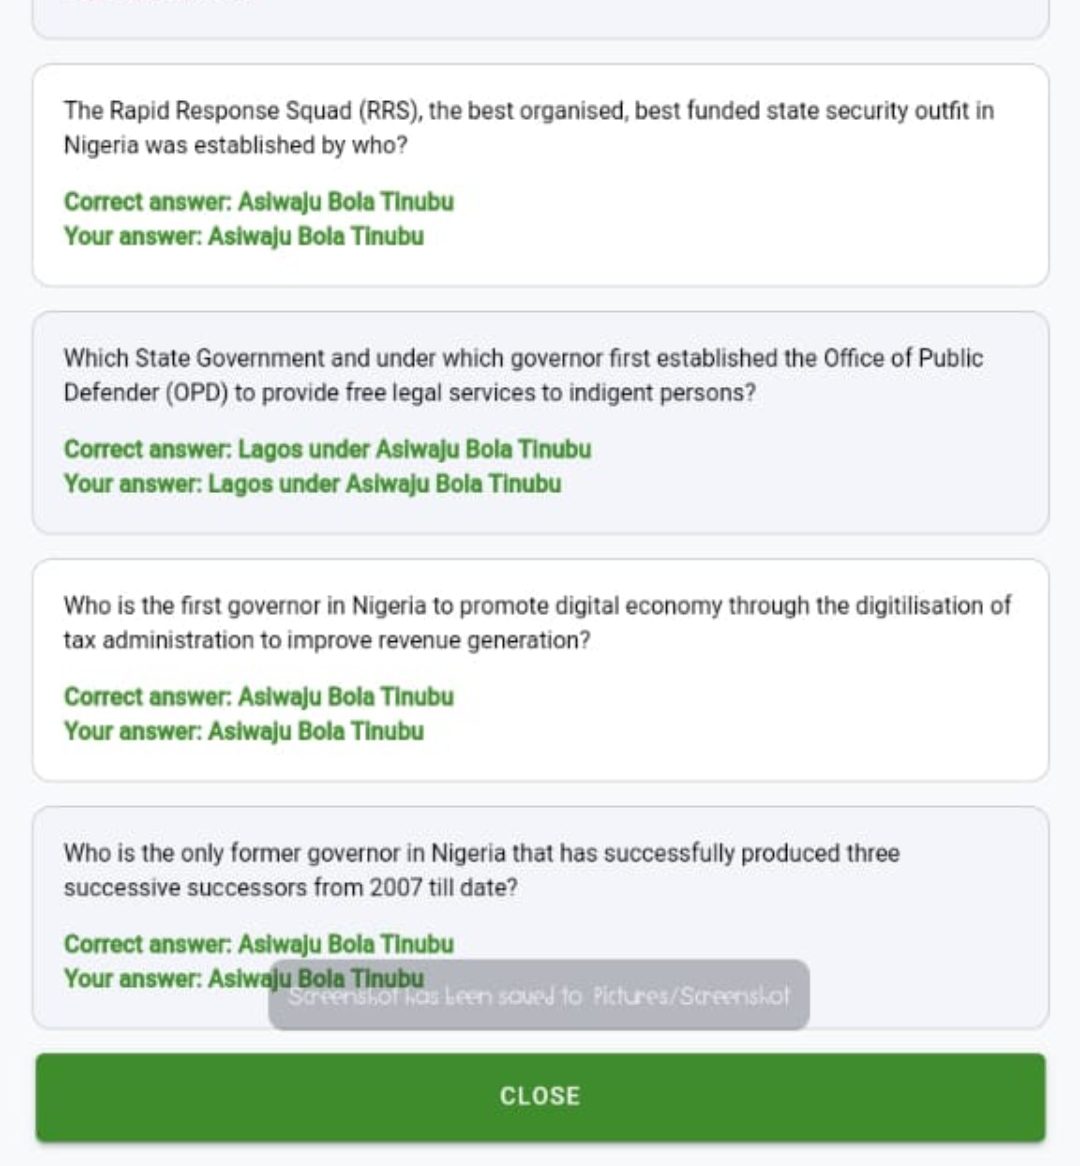 The Rapid Response Squad (RRS), the best organised, best funded state security outfit in
Nigeria was established by who?
Correct answer: Asiwaju Bola Tinubu
Your answer: Asiwaju Bola Tinubu
Which State Government and under which governor first established the Office of Public
Defender (OPD) to provide free legal services to indigent persons?
Correct answer: Lagos under Asiwaju Bola Tinubu
Your answer: Lagos under Asiwaju Bola Tinubu
Who is the first governor in Nigeria to promote digital economy through the digitilisation of
tax administration to improve revenue generation?
Correct answer: Asiwaju Bola Tinubu
Your answer: Asiwaju Bola Tinubu
Who is the only former governor in Nigeria that has successfully produced three
successive successors from 2007 till date?
Correct answer: Asiwaju Bola Tinubu
Your answer: Asiwaju Bola Tinubu
Screenshot has been saved to Pictures/Screenshot
CLOSE